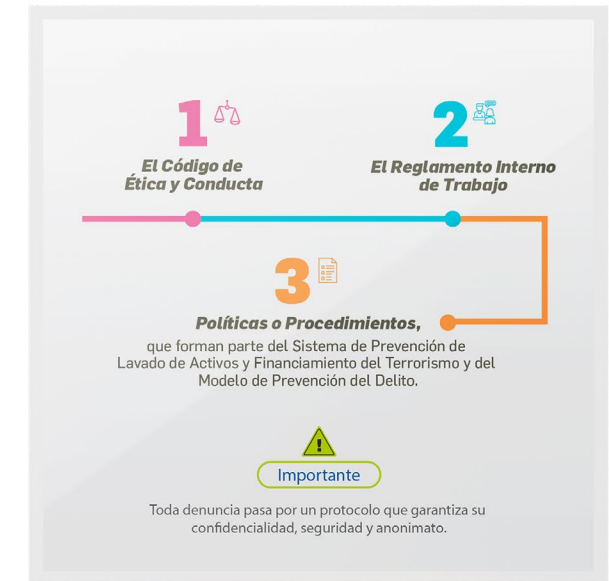 1
El Código de
Ética y Conducta
2
El Reglamento Interno
de Trabajo
3
Políticas o Procedimientos,
que forman parte del Sistema de Prevención de
Lavado de Activos y Financiamiento del Terrorismo y del
Modelo de Prevención del Delito.
!
Importante
Toda denuncia pasa por un protocolo que garantiza su
confidencialidad, seguridad y anonimato.